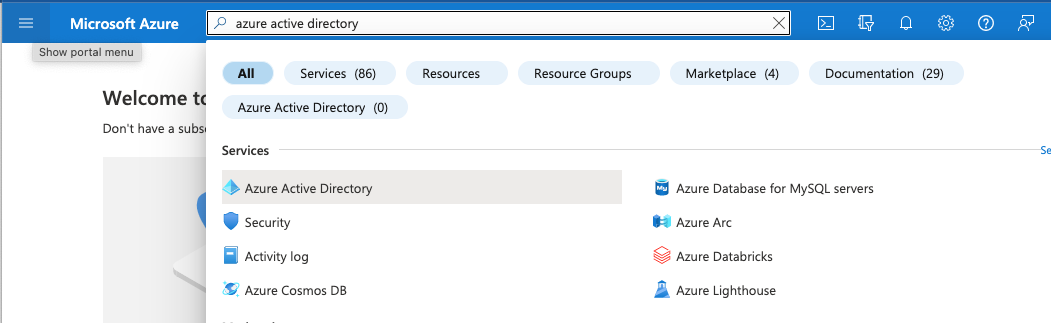 Microsoft Azure
azure active directory
Show portal menu
All
Services (86)
Resources
Resource Groups
Marketplace (4)
Documentation (29)
Azure Active Directory (0)
Welcome to
Don't have a subs
Services
Se
Azure Active Directory
Azure Database for MySQL servers
Security
Azure Arc
Activity log
Azure Databricks
Azure Cosmos DB
Azure Lighthouse